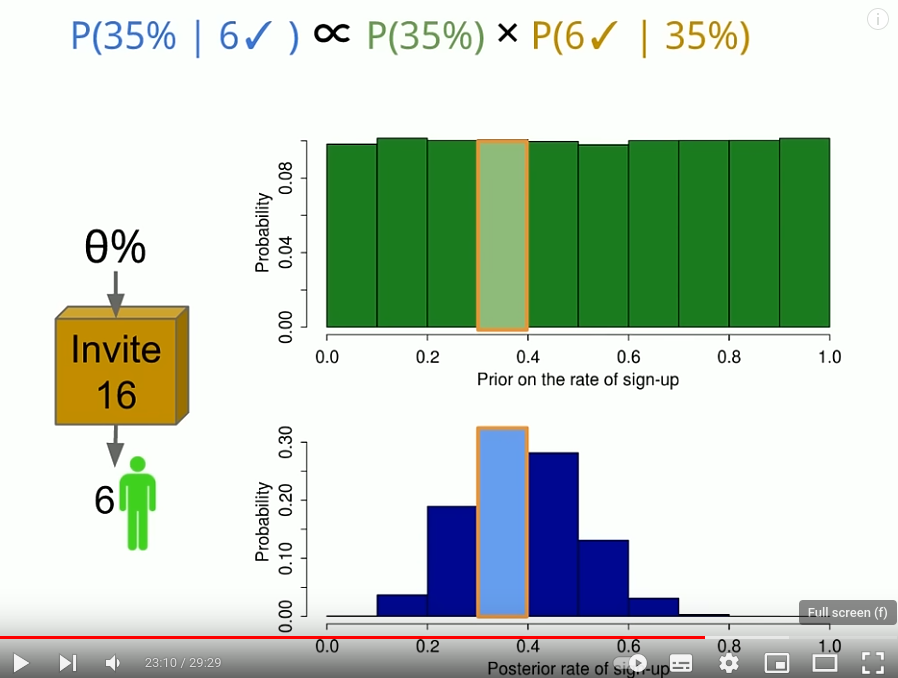 P(35% | 6✓ ) ∝ P(35%) × P(6✓ | 35%)
i
θ%
Invite
16
6
Probability
0.00 0.04 0.08
0.0 0.2 0.4 0.6 0.8 1.0
Prior on the rate of sign-up
Probability
0.00 0.10 0.20 0.30
0.0 0.2 0.4 0.6 0.8 1.0
Posterior rate of sign-up
Full screen (f)
23:10 / 29:29